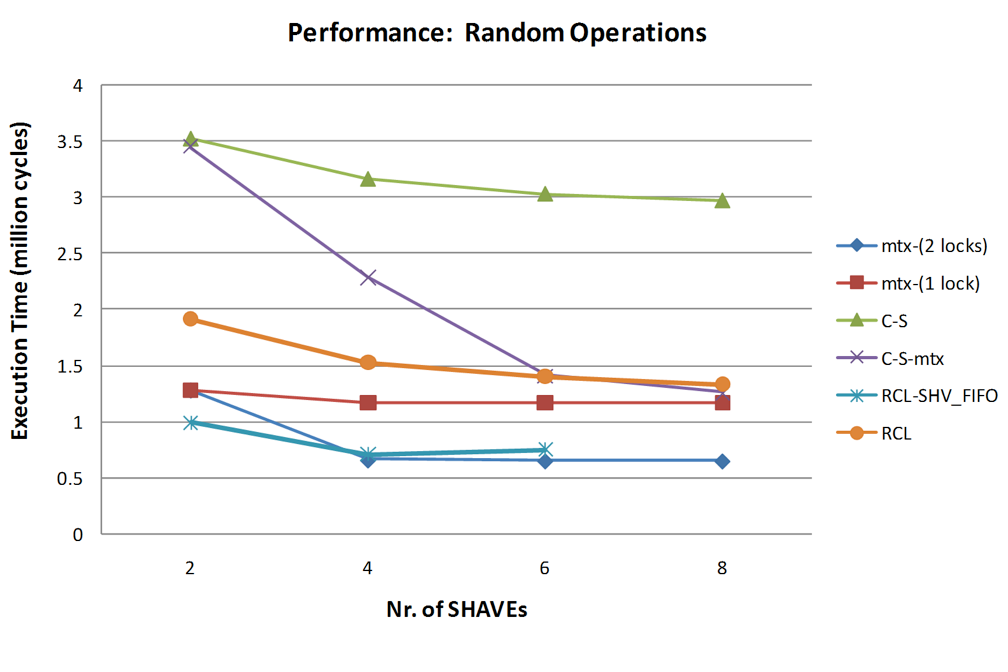 Performance:  Random Operations
Execution Time (million cycles)
4
3.5
3
2.5
2
1.5
1
0.5
0
2 4 6 8
Nr. of SHAVEs
mtx-(2 locks)
mtx-(1 lock)
C-S
C-S-mtx
RCL-SHV_FIFO
RCL